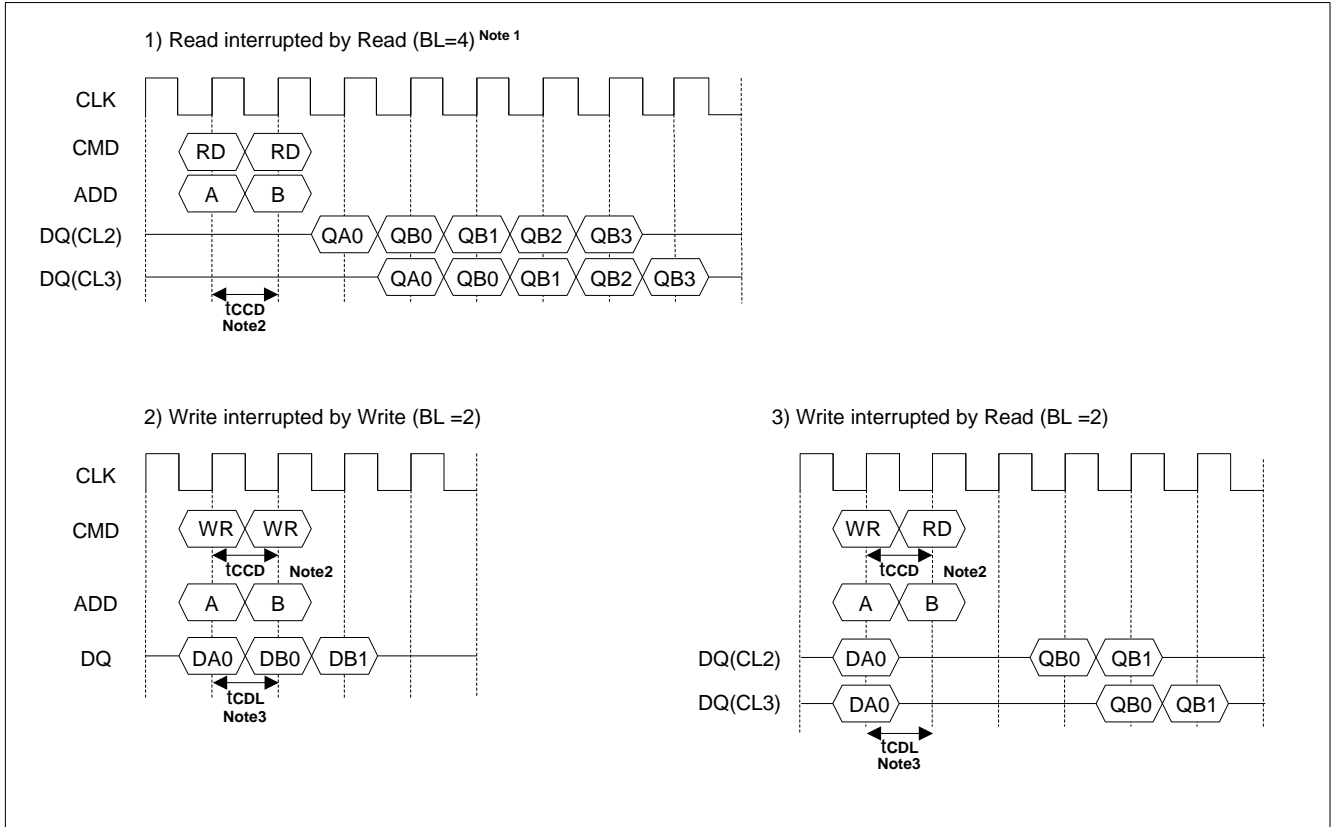 1) Read interrupted by Read (BL=4) Note 1
CLK
CMD RD RD
ADD A B
DQ(CL2) QA0 QB0 QB1 QB2 QB3
DQ(CL3) QA0 QB0 QB1 QB2 QB3
tCCD
Note2
2) Write interrupted by Write (BL =2)
CLK
CMD WR WR
tCCD Note2
ADD A B
DQ DA0 DB0 DB1
tCDL
Note3
3) Write interrupted by Read (BL =2)
WR RD
tCCD Note2
A B
DQ(CL2) DA0 QB0 QB1
DQ(CL3) DA0 QB0 QB1
tCDL
Note3